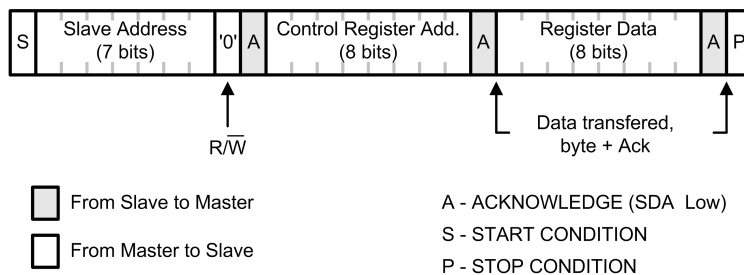 S Slave Address (7 bits) '0' A Control Register Add. (8 bits) A Register Data (8 bits) A P
R/W̅
Data transfered,
byte + Ack
From Slave to Master
From Master to Slave
A - ACKNOWLEDGE (SDA Low)
S - START CONDITION
P - STOP CONDITION